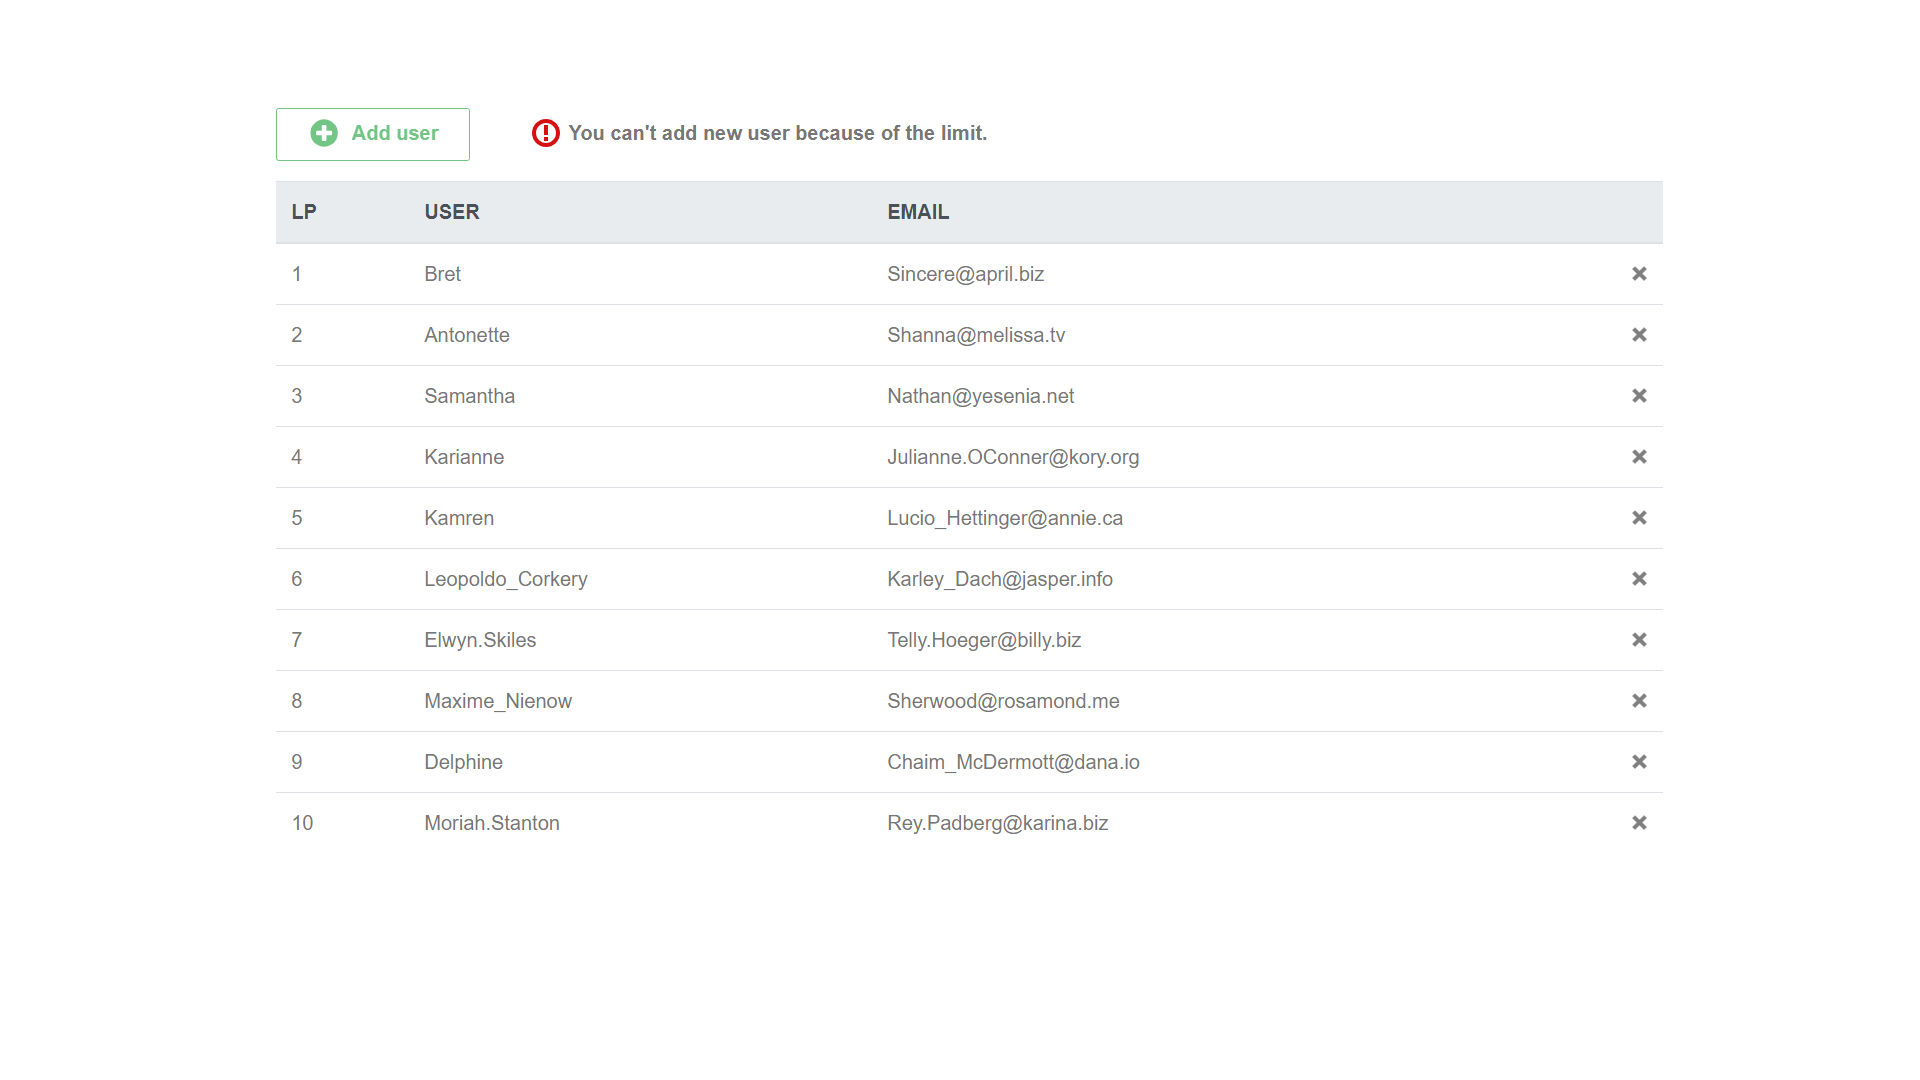 Add user You can't add new user because of the limit.
LP USER EMAIL
1 Bret Sincere@april.biz
2 Antonette Shanna@melissa.tv
3 Samantha Nathan@yesenia.net
4 Karianne Julianne.OConner@kory.org
5 Kamren Lucio_Hettinger@annie.ca
6 Leopoldo_Corkery Karley_Dach@jasper.info
7 Elwyn.Skiles Telly.Hoeger@billy.biz
8 Maxime_Nienow Sherwood@rosamond.me
9 Delphine Chaim_McDermott@dana.io
10 Moriah.Stanton Rey.Padberg@karina.biz